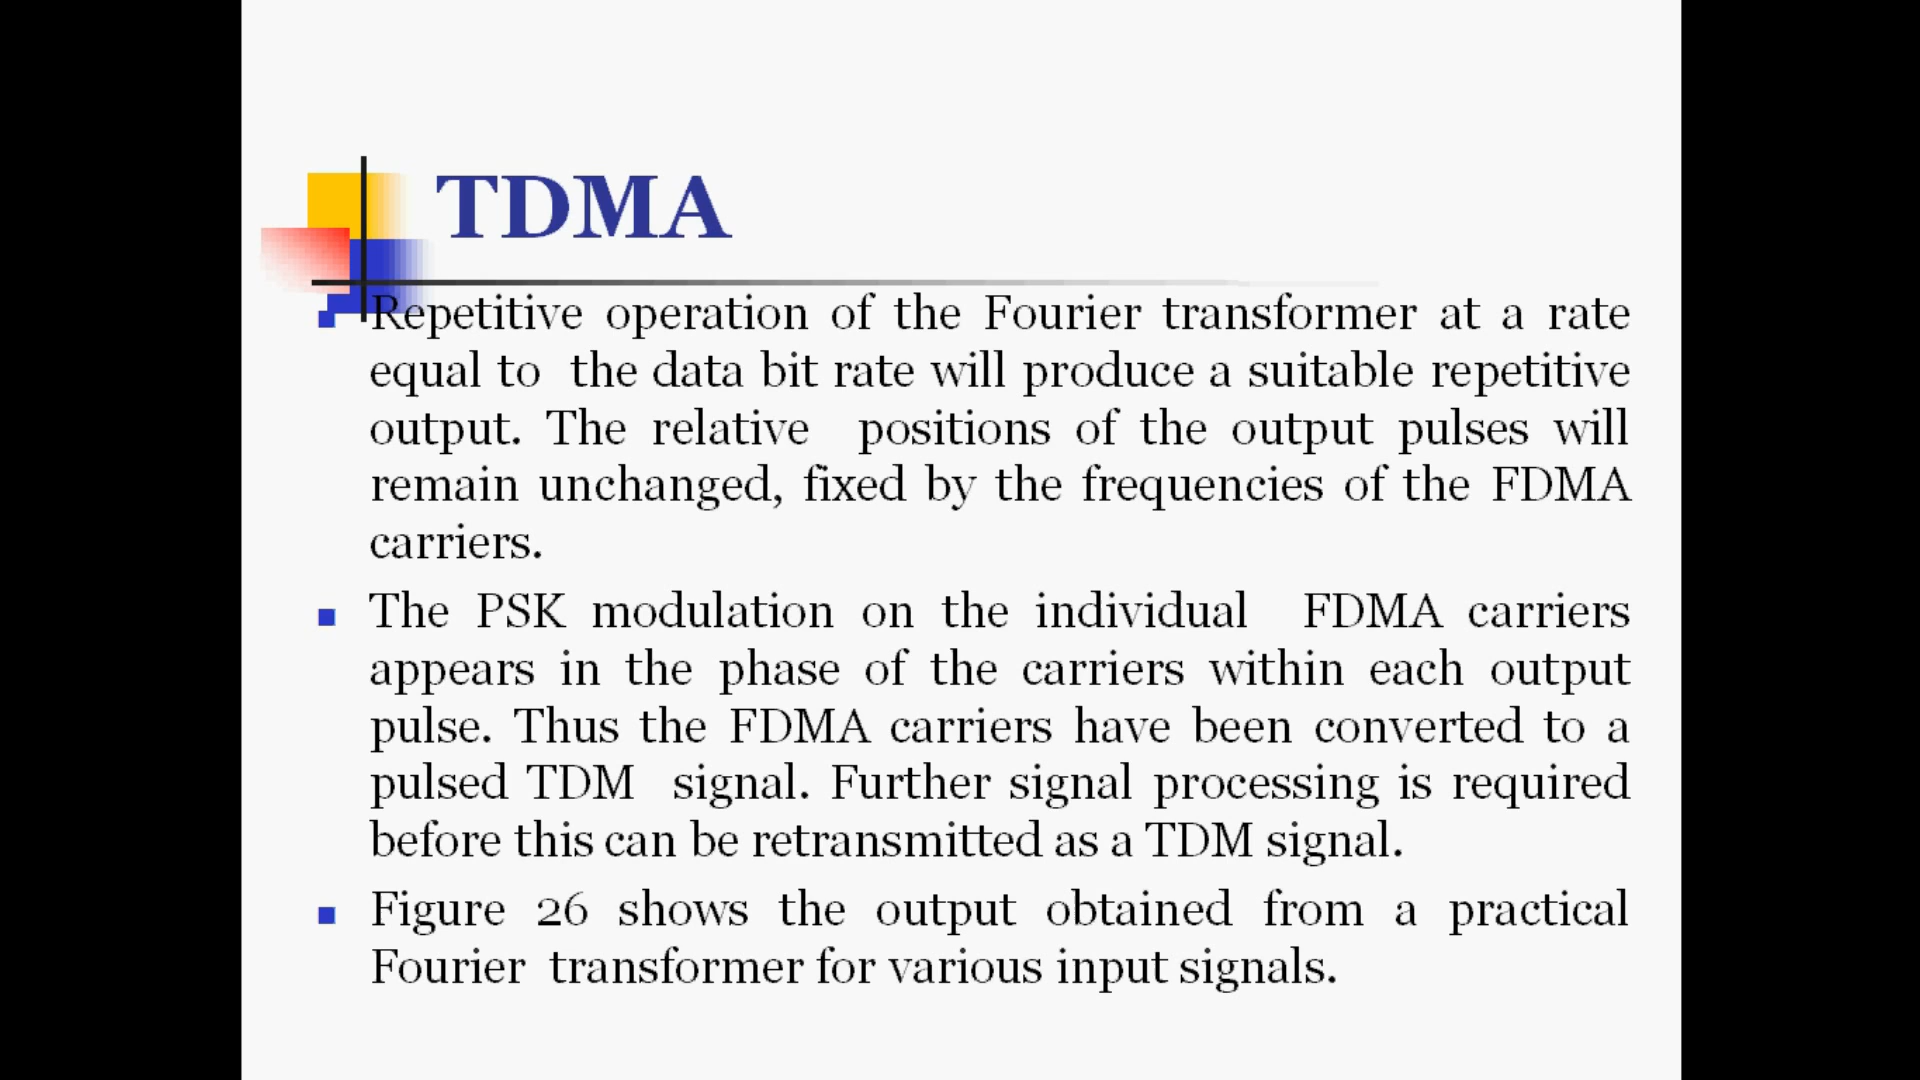 TDMA
Repetitive operation of the Fourier transformer at a rate
equal to the data bit rate will produce a suitable repetitive
output. The relative positions of the output pulses will
remain unchanged, fixed by the frequencies of the FDMA
carriers.
The PSK modulation on the individual FDMA carriers
appears in the phase of the carriers within each output
pulse. Thus the FDMA carriers have been converted to a
pulsed TDM signal. Further signal processing is required
before this can be retransmitted as a TDM signal.
Figure 26 shows the output obtained from a practical
Fourier transformer for various input signals.